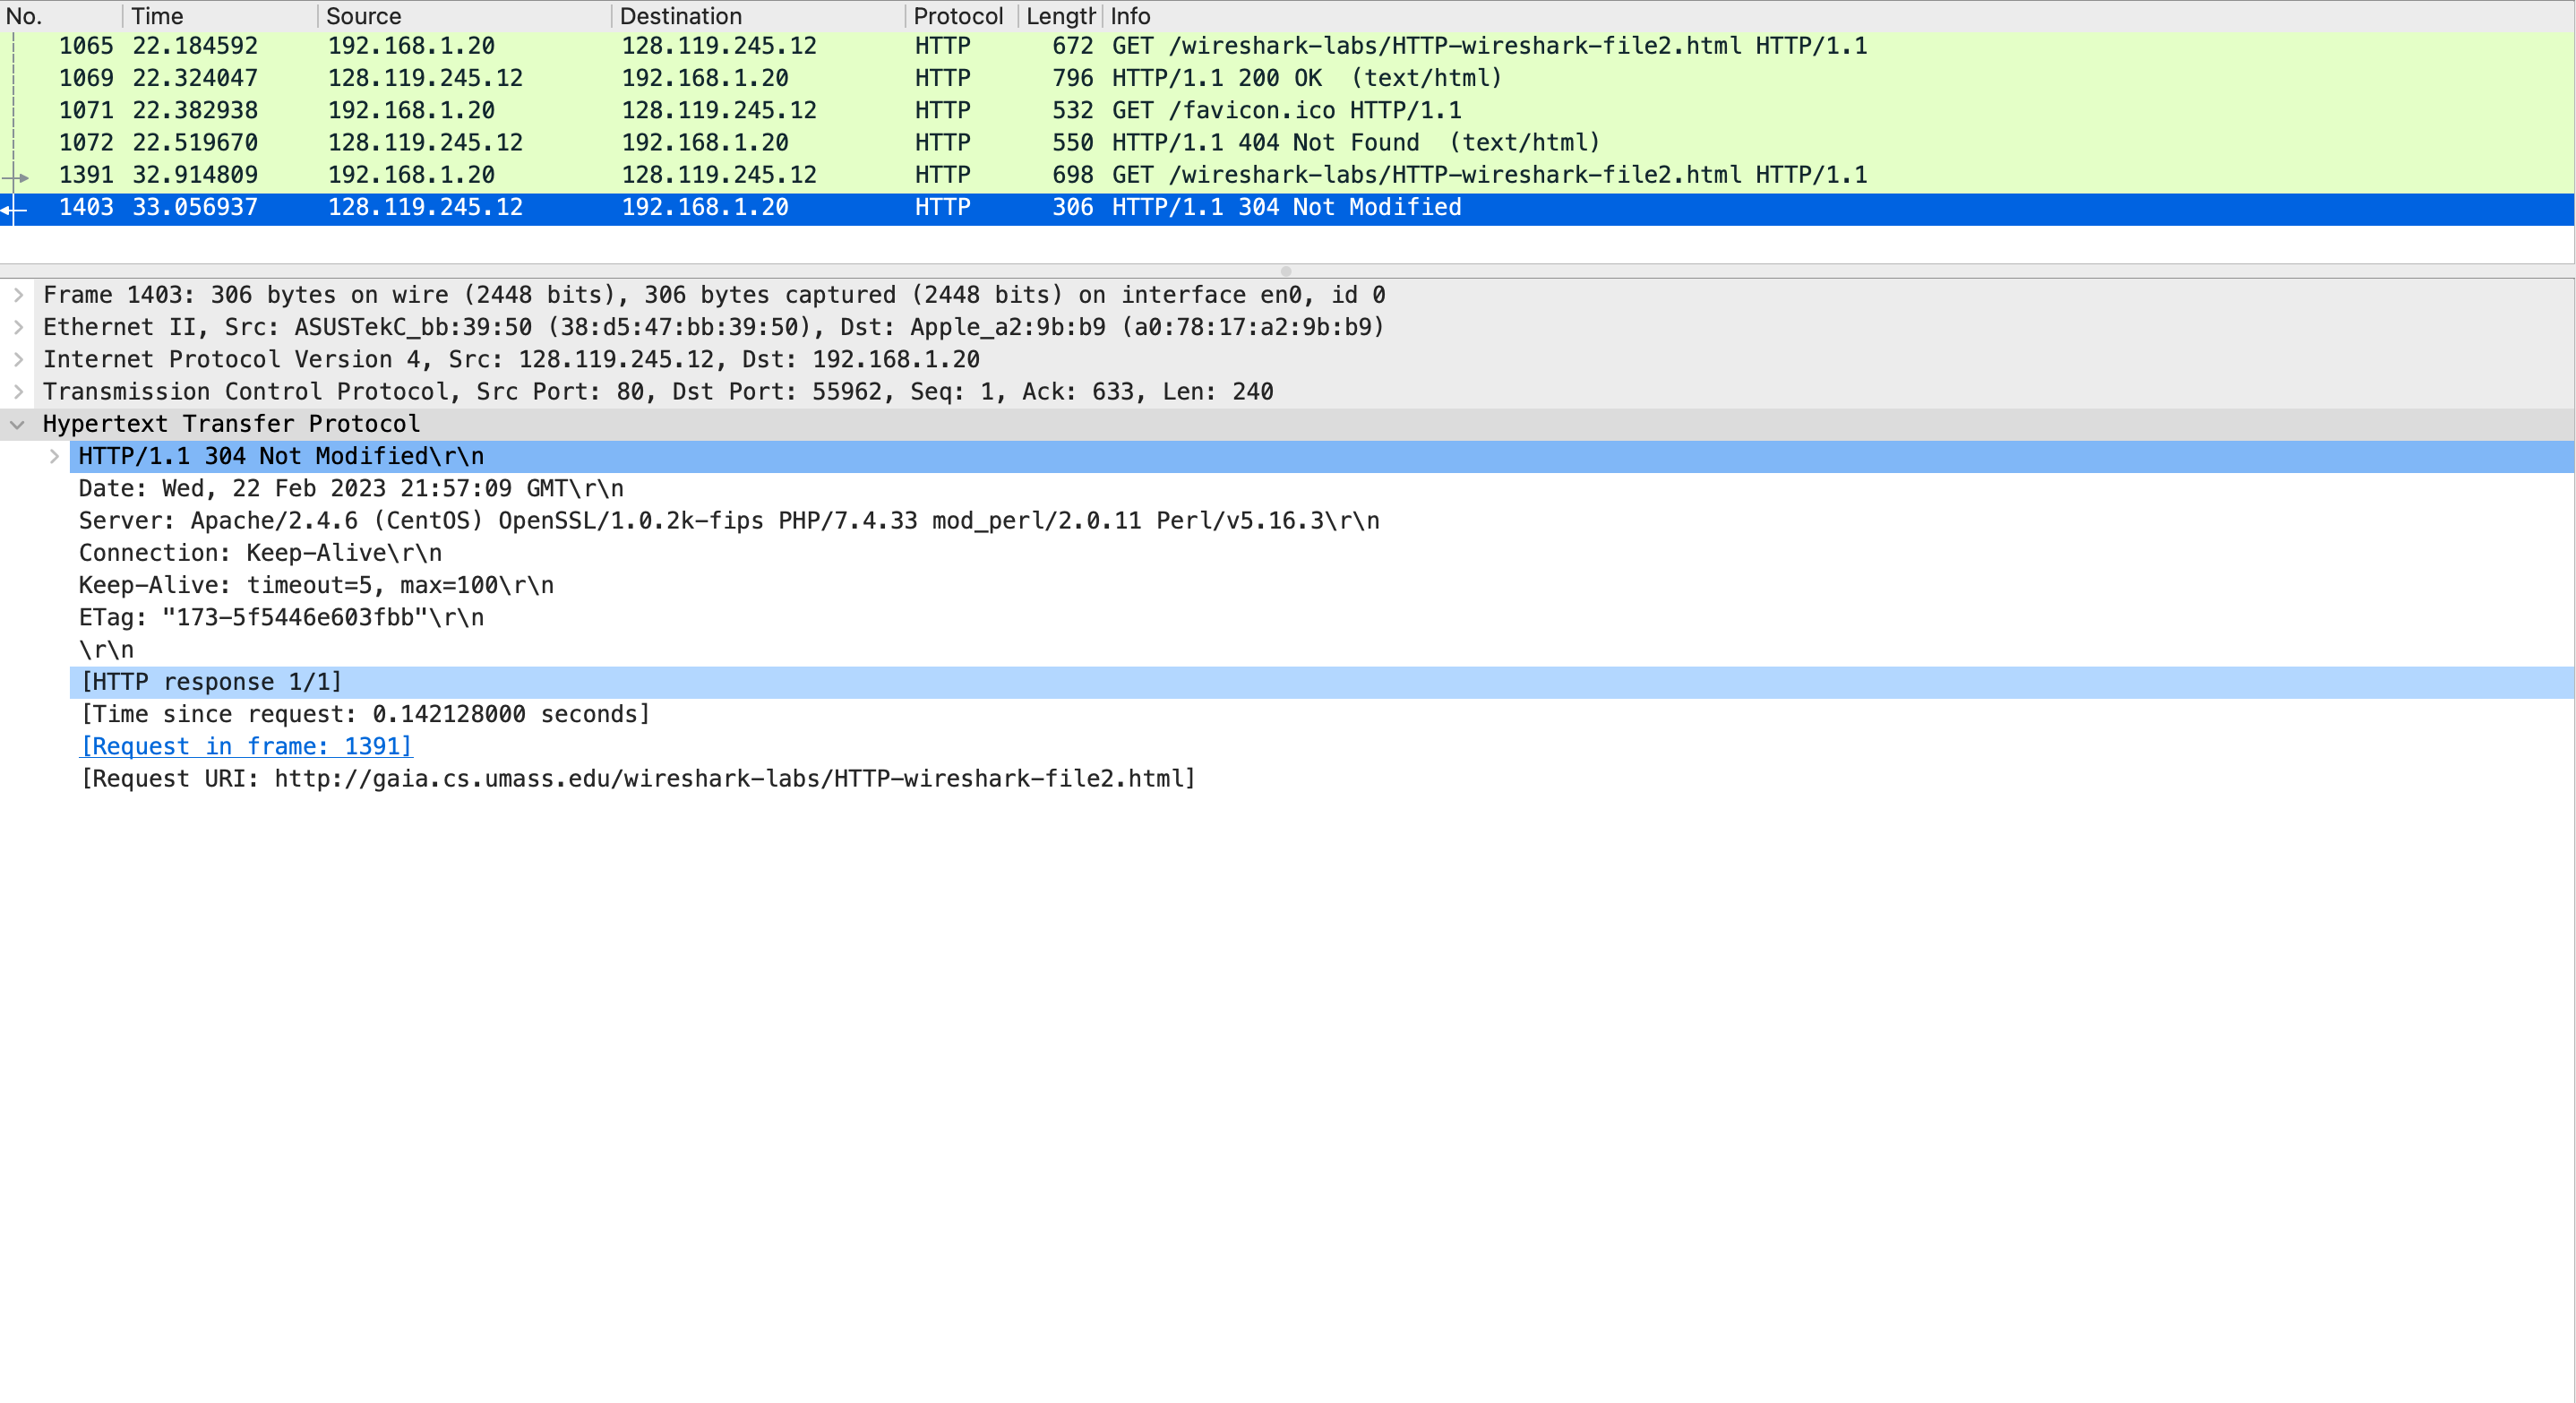 No. Time Source Destination Protocol Length Info
1065 22.184592 192.168.1.20 128.119.245.12 HTTP 672 GET /wireshark-labs/HTTP-wireshark-file2.html HTTP/1.1
1069 22.324047 128.119.245.12 192.168.1.20 HTTP 796 HTTP/1.1 200 OK (text/html)
1071 22.382938 192.168.1.20 128.119.245.12 HTTP 532 GET /favicon.ico HTTP/1.1
1072 22.519670 128.119.245.12 192.168.1.20 HTTP 550 HTTP/1.1 404 Not Found (text/html)
1391 32.914809 192.168.1.20 128.119.245.12 HTTP 698 GET /wireshark-labs/HTTP-wireshark-file2.html HTTP/1.1
1403 33.056937 128.119.245.12 192.168.1.20 HTTP 306 HTTP/1.1 304 Not Modified
Frame 1403: 306 bytes on wire (2448 bits), 306 bytes captured (2448 bits) on interface en0, id 0
Ethernet II, Src: ASUSTekC_bb:39:50 (38:d5:47:bb:39:50), Dst: Apple_a2:9b:b9 (a0:78:17:a2:9b:b9)
Internet Protocol Version 4, Src: 128.119.245.12, Dst: 192.168.1.20
Transmission Control Protocol, Src Port: 80, Dst Port: 55962, Seq: 1, Ack: 633, Len: 240
Hypertext Transfer Protocol
HTTP/1.1 304 Not Modified\r\n
Date: Wed, 22 Feb 2023 21:57:09 GMT\r\n
Server: Apache/2.4.6 (CentOS) OpenSSL/1.0.2k-fips PHP/7.4.33 mod_perl/2.0.11 Perl/v5.16.3\r\n
Connection: Keep-Alive\r\n
Keep-Alive: timeout=5, max=100\r\n
ETag: "173-5f5446e603fbb"\r\n
\r\n
[HTTP response 1/1]
[Time since request: 0.142128000 seconds]
[Request in frame: 1391]
[Request URI: http://gaia.cs.umass.edu/wireshark-labs/HTTP-wireshark-file2.html]